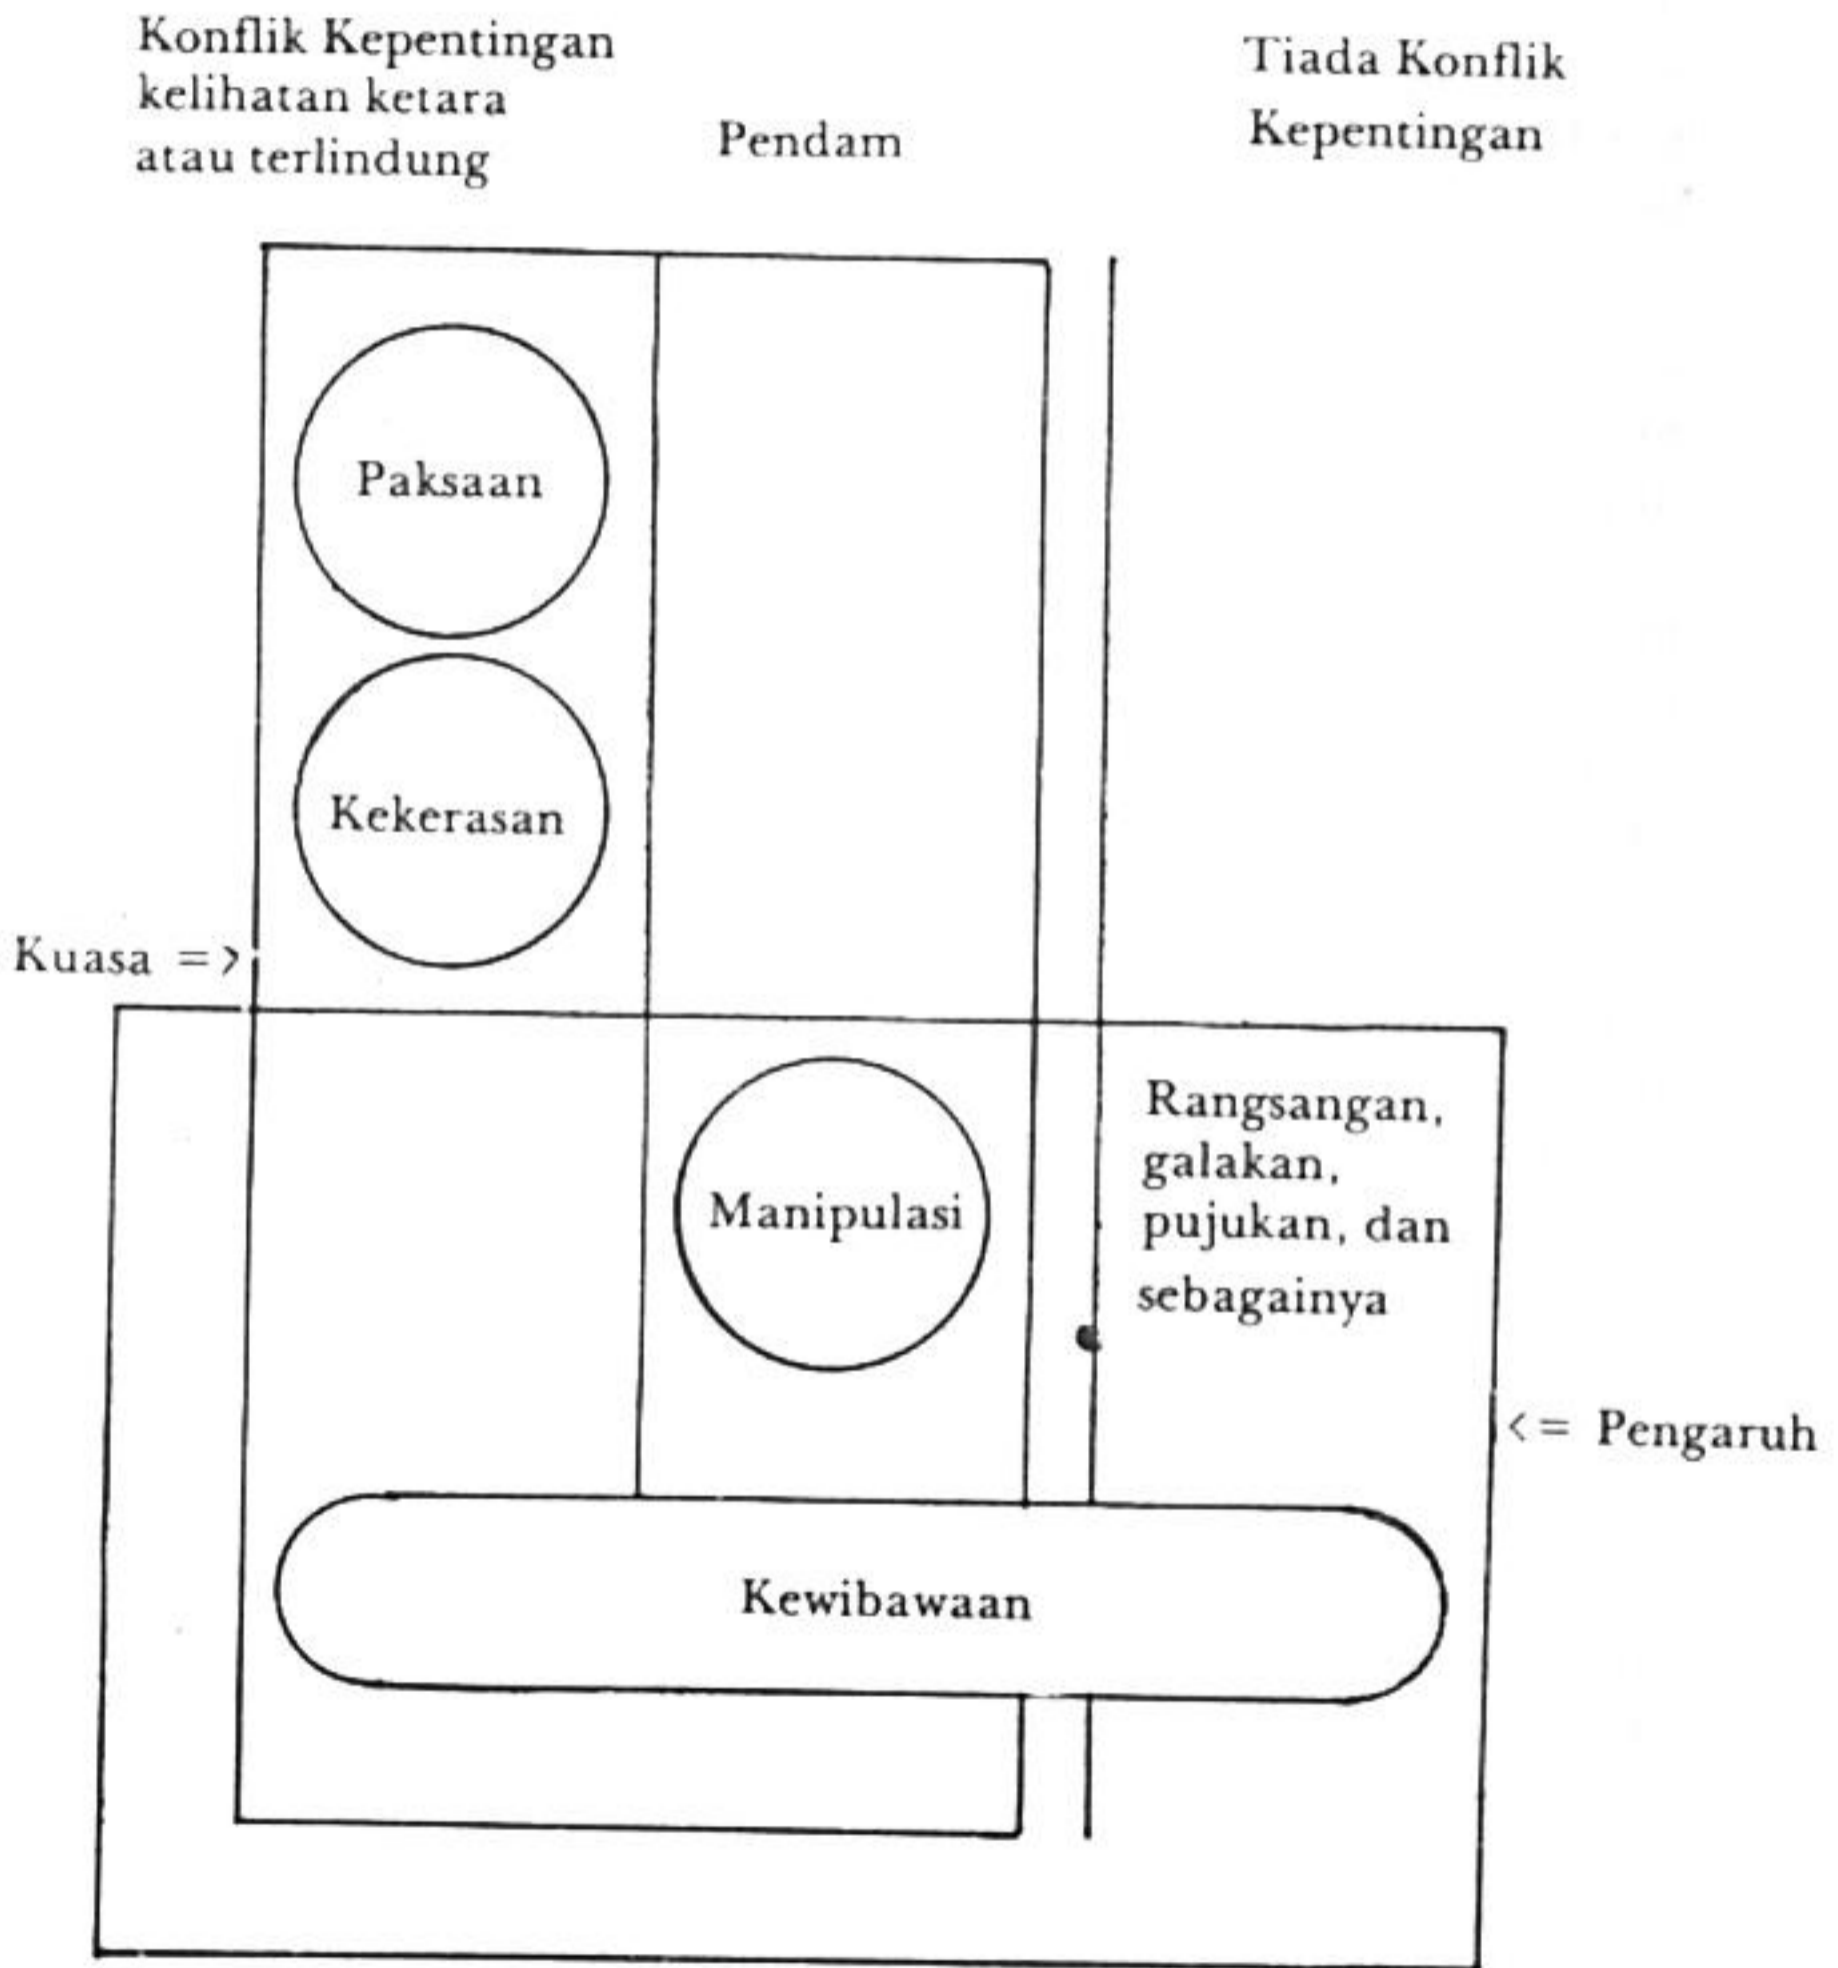 Konflik Kepentingan
kelihatan ketara
atau terlindung
Pendam
Tiada Konflik
Kepentingan
Paksaan
Kekerasan
Kuasa =>
Manipulasi
Rangsangan,
galakan,
pujukan, dan
sebagainya
<= Pengaruh
Kewibawaan